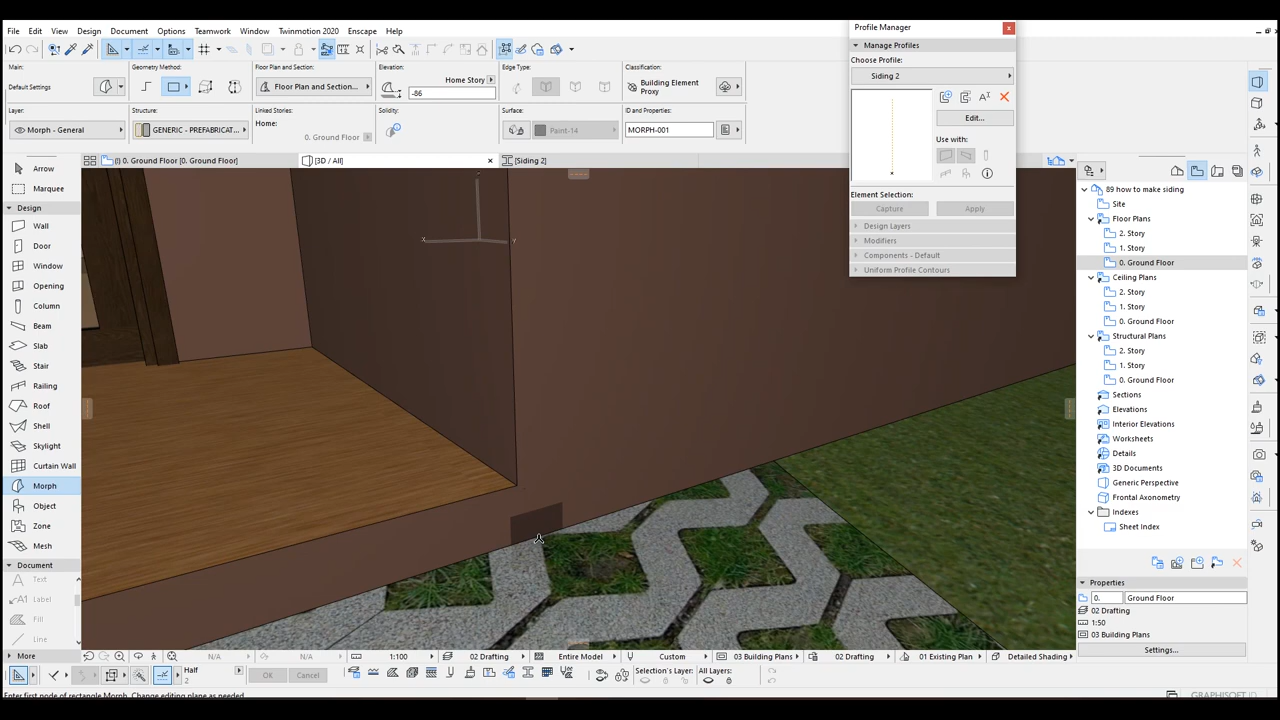 Profile Manager
File Edit View Design Document Options Teamwork Window Twinmotion 2020 Enscape Help
Manage Profiles
Choose Profile:
Siding 2
Edit...
Use with:
Element Selection:
Capture Apply
Design Layers
Modifiers
Components - Default
Uniform Profile Contours
Main: Geometry Method: Floor Plan and Section: Elevation: Edge Type: Classification:
Default Settings
Floor Plan and Section...
Home Story
-86
Building Element
Proxy
Layer: Structure: Linked Stories: Solidity: Surface: ID and Properties:
Home:
Morph - General
GENERIC - PREFABRICAT...
0. Ground Floor
Paint-14
MORPH-001
(!) 0. Ground Floor [0. Ground Floor]
[3D / All]
[Siding 2]
Arrow
Marquee
Design
Wall
Door
Window
Opening
Column
Beam
Slab
Stair
Railing
Roof
Shell
Skylight
Curtain Wall
Morph
Object
Zone
Mesh
Document
Text
Label
Fill
Line
More
x
y
89 how to make siding
Site
Floor Plans
2. Story
1. Story
0. Ground Floor
Ceiling Plans
2. Story
1. Story
0. Ground Floor
Structural Plans
2. Story
1. Story
0. Ground Floor
Sections
Elevations
Interior Elevations
Worksheets
Details
3D Documents
Generic Perspective
Frontal Axonometry
Indexes
Sheet Index
Properties
0. Ground Floor
02 Drafting
1:50
03 Building Plans
Settings...
N/A N/A 1:100 02 Drafting Entire Model Custom 03 Building Plans 02 Drafting 01 Existing Plan Detailed Shading
Half
2
OK Cancel
Selection's Layer: All Layers:
Enter first node of rectangle Morph. Change editing plane as needed.
GRAPHISOFT ID